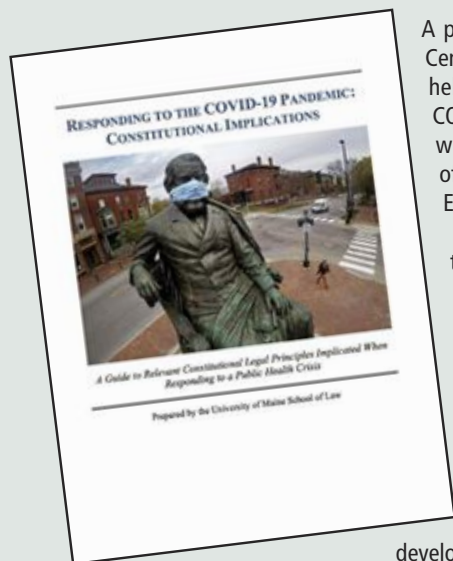 RESPONDING TO THE COVID-19 PANDEMIC:
CONSTITUTIONAL IMPLICATIONS
A Guide to Relevant Constitutional Legal Principles Implicated When
Responding to a Public Health Crisis
Prepared by the University of Maine School of Law
A p
Cen
he
CO
w
of
E
t
develo